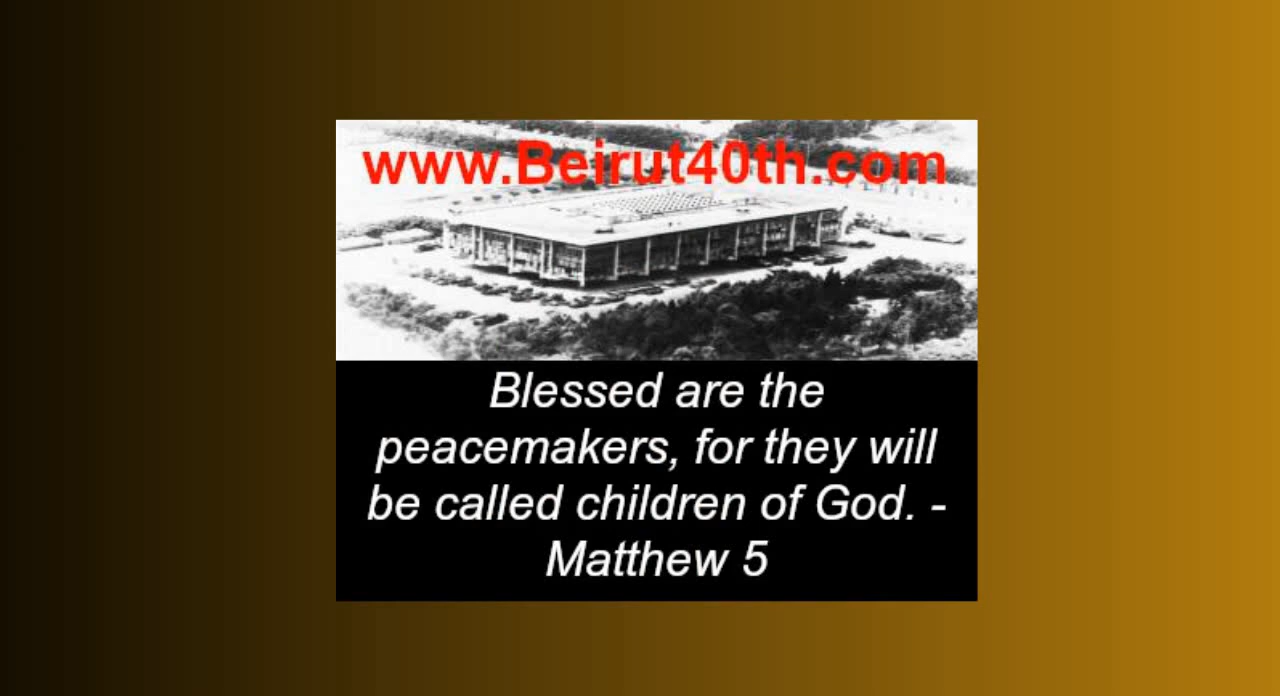 www.Beirut40th.com
Blessed are the
peacemakers, for they will
be called children of God. -
Matthew 5